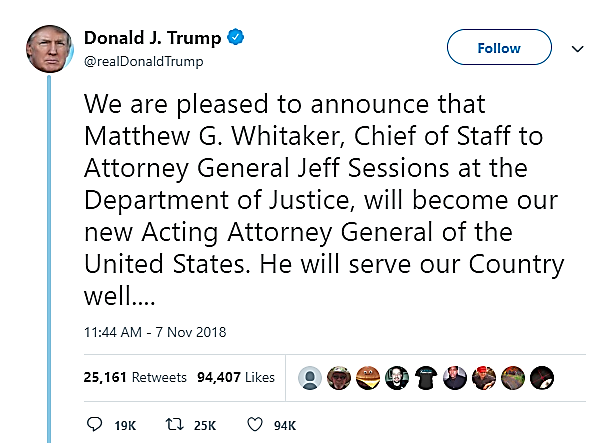 Donald J. Trump
@realDonaldTrump
Follow
We are pleased to announce that
Matthew G. Whitaker, Chief of Staff to
Attorney General Jeff Sessions at the
Department of Justice, will become our
new Acting Attorney General of the
United States. He will serve our Country
well....
11:44 AM - 7 Nov 2018
25,161 Retweets 94,407 Likes
19K 25K 94K